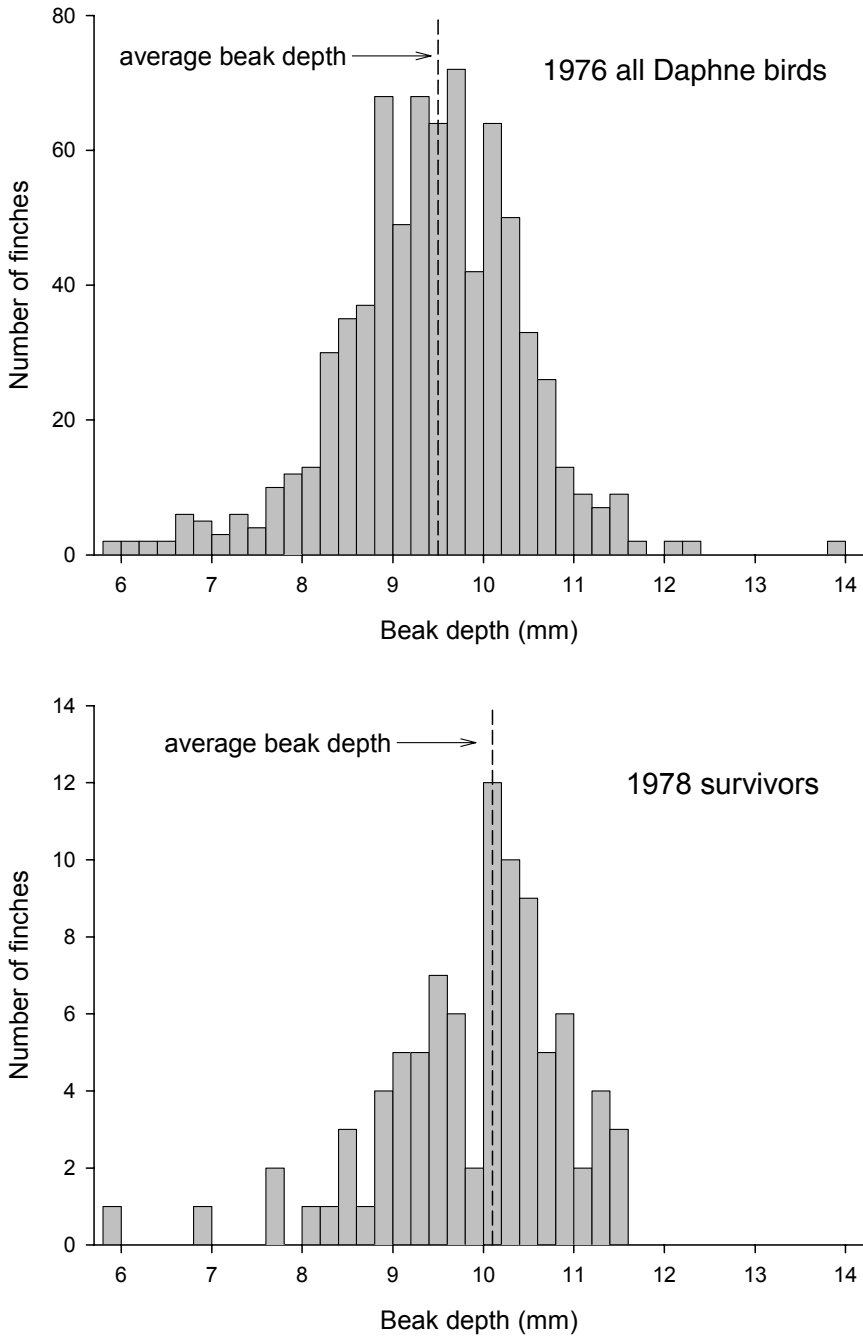 80
average beak depth
1976 all Daphne birds
60
Number of finches
40
20
0
6 7 8 9 10 11 12 13 14
Beak depth (mm)
14
average beak depth
1978 survivors
12
10
Number of finches
8
6
4
2
0
6 7 8 9 10 11 12 13 14
Beak depth (mm)